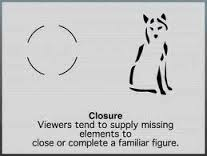 Closure
Viewers tend to supply missing
elements to
close or complete a familiar figure.